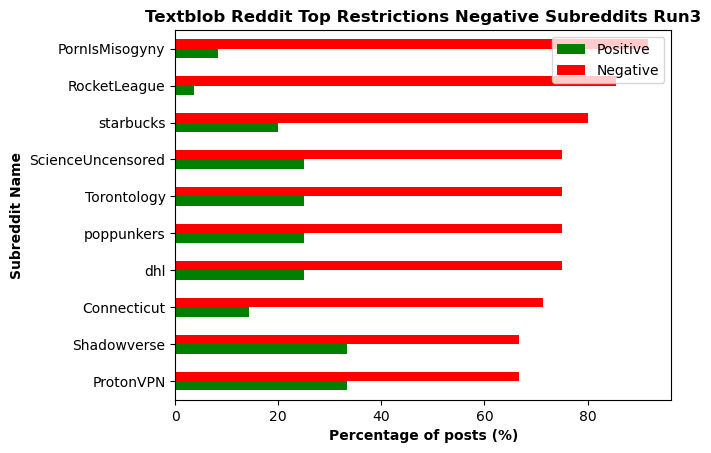 Textblob Reddit Top Restrictions Negative Subreddits Run3
Subreddit Name
PornIsMisogyny
RocketLeague
starbucks
ScienceUncensored
Torontology
poppunkers
dhl
Connecticut
Shadowverse
ProtonVPN
Positive
Negative
0 20 40 60 80
Percentage of posts (%)